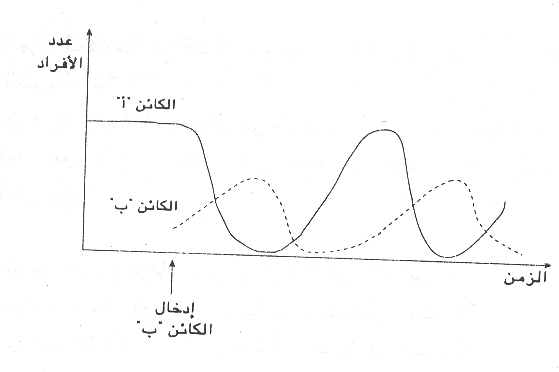 عدد
الأفراد
الكائن "أ"
الكائن "ب"
الزمن
إدخال
الكائن "ب"